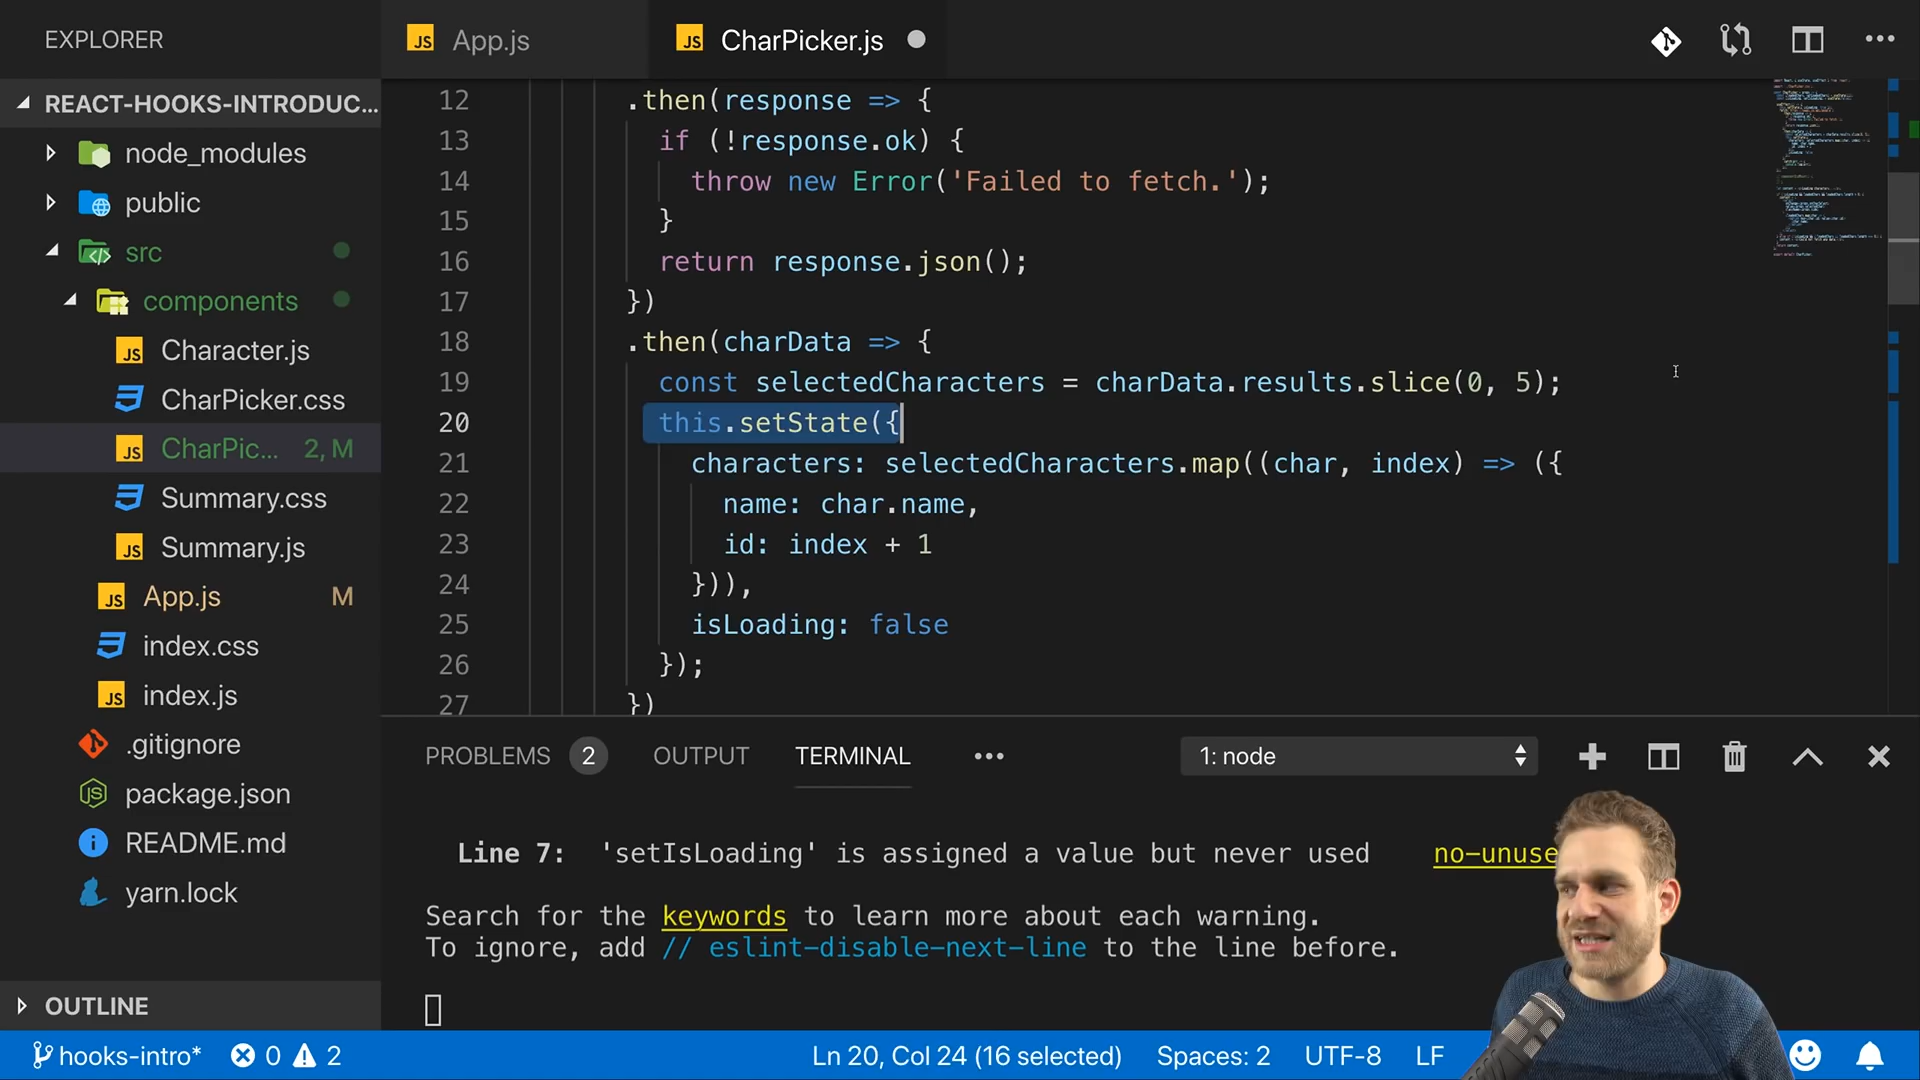 EXPLORER
App.js
CharPicker.js
REACT-HOOKS-INTRODUC...
node_modules
public
src
components
Character.js
CharPicker.css
CharPic... 2, M
Summary.css
Summary.js
App.js M
index.css
index.js
.gitignore
package.json
README.md
yarn.lock
OUTLINE
12 .then(response => {
13 if (!response.ok) {
14 throw new Error('Failed to fetch.');
15 }
16 return response.json();
17 })
18 .then(charData => {
19 const selectedCharacters = charData.results.slice(0, 5);
20 this.setState({
21 characters: selectedCharacters.map((char, index) => ({
22 name: char.name,
23 id: index + 1
24 })),
25 isLoading: false
26 });
27 })
PROBLEMS 2 OUTPUT TERMINAL ... 1: node
Line 7: 'setIsLoading' is assigned a value but never used no-unuse
Search for the keywords to learn more about each warning.
To ignore, add // eslint-disable-next-line to the line before.
hooks-intro* 0 2 Ln 20, Col 24 (16 selected) Spaces: 2 UTF-8 LF